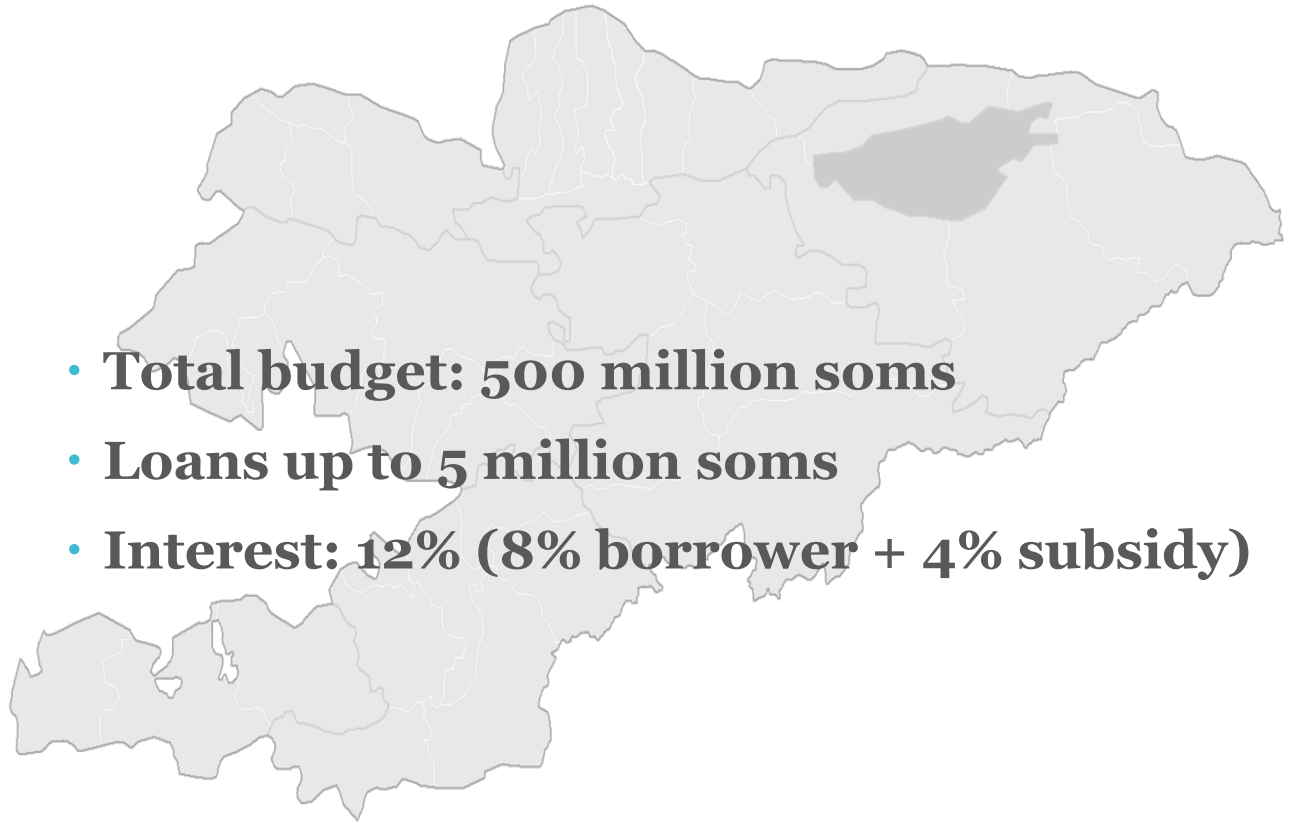 • Total budget: 500 million soms
• Loans up to 5 million soms
• Interest: 12% (8% borrower + 4% subsidy)